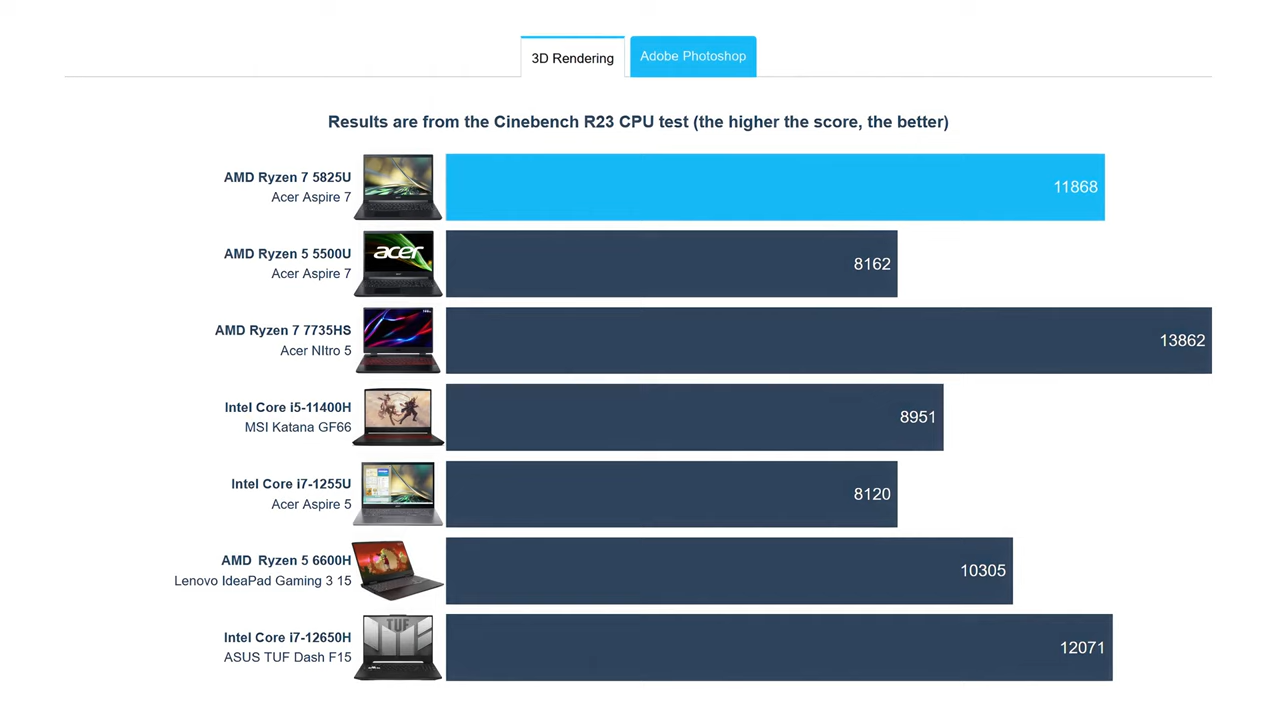 3D Rendering
Adobe Photoshop
Results are from the Cinebench R23 CPU test (the higher the score, the better)
AMD Ryzen 7 5825U
Acer Aspire 7
11868
AMD Ryzen 5 5500U
Acer Aspire 7
acer
8162
AMD Ryzen 7 7735HS
Acer NItro 5
13862
Intel Core i5-11400H
MSI Katana GF66
8951
Intel Core i7-1255U
Acer Aspire 5
8120
AMD  Ryzen 5 6600H
Lenovo IdeaPad Gaming 3 15
10305
Intel Core i7-12650H
ASUS TUF Dash F15
TUF
12071